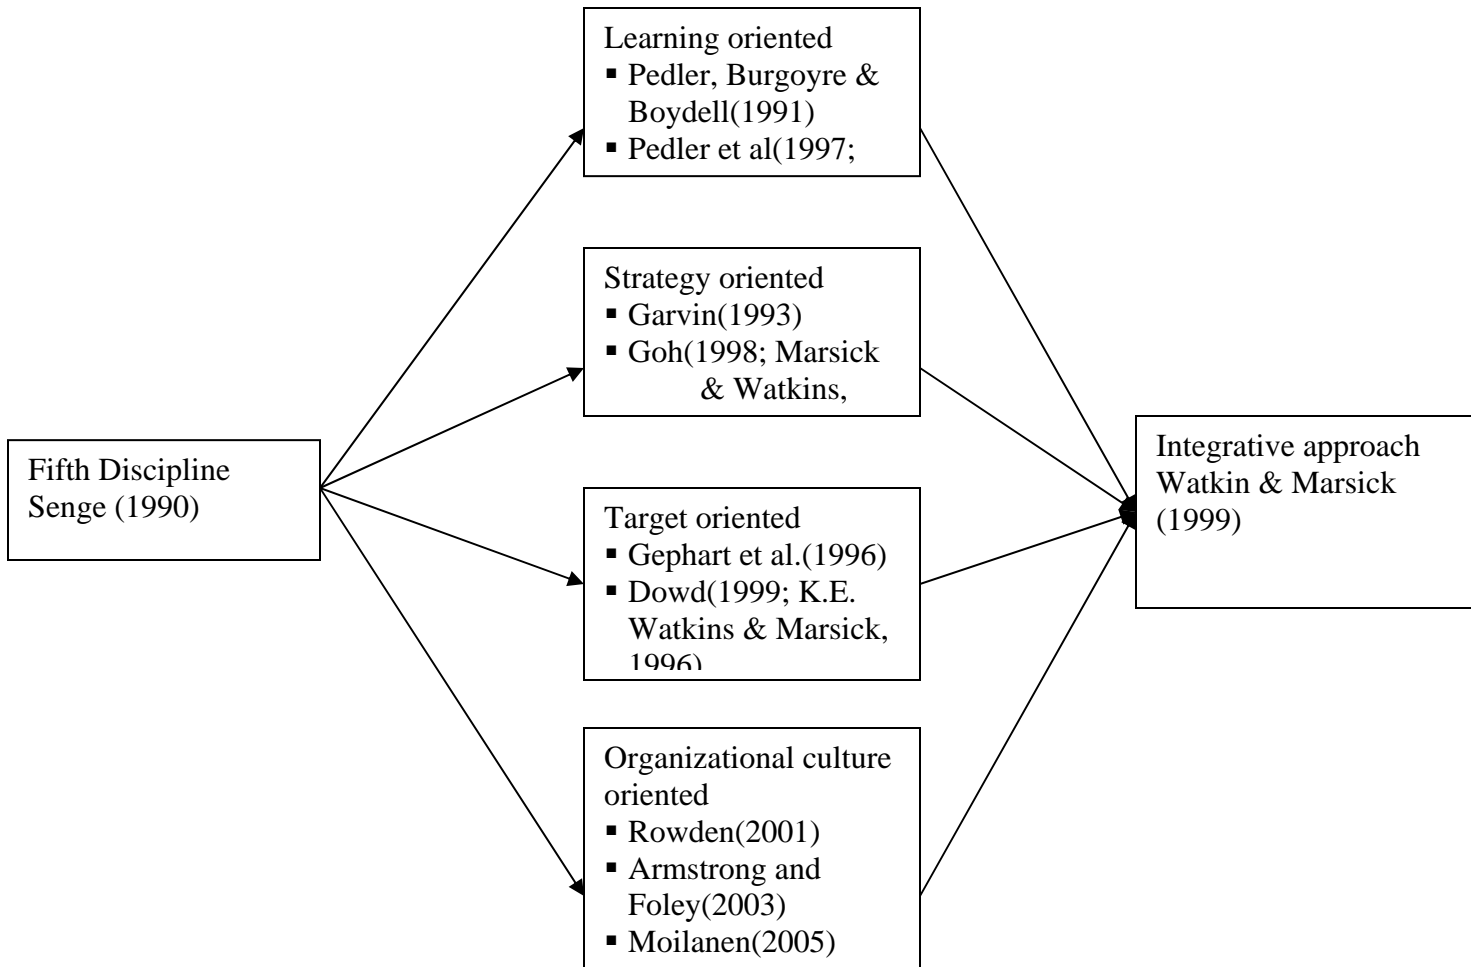 Learning oriented
▪ Pedler, Burgoyre &
Boydell(1991)
▪ Pedler et al(1997;
Strategy oriented
▪ Garvin(1993)
▪ Goh(1998; Marsick
& Watkins,
Fifth Discipline
Senge (1990)
Target oriented
▪ Gephart et al.(1996)
▪ Dowd(1999; K.E.
Watkins & Marsick,
1996)
Organizational culture
oriented
▪ Rowden(2001)
▪ Armstrong and
Foley(2003)
▪ Moilanen(2005)
Integrative approach
Watkin & Marsick
(1999)